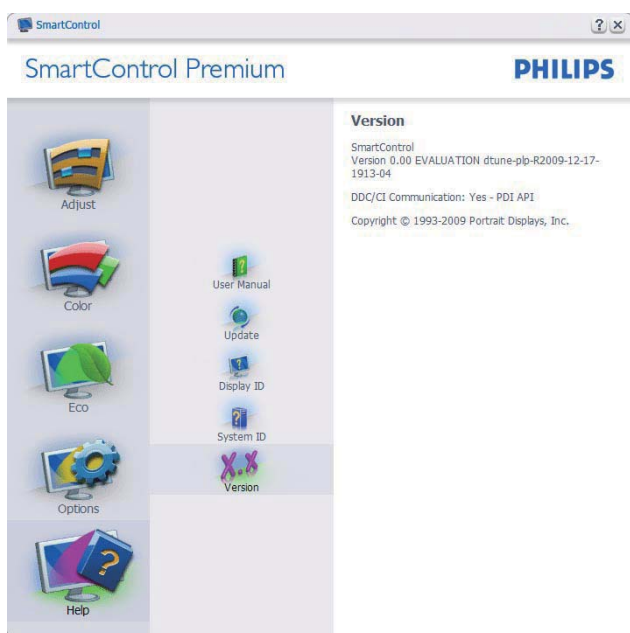 SmartControl
SmartControl Premium
PHILIPS
Adjust
Color
Eco
Options
Help
User Manual
Update
Display ID
System ID
X.X
Version
Version
SmartControl
Version 0.00 EVALUATION dtune-plp-R2009-12-17-
1913-04
DDC/CI Communication: Yes - PDI API
Copyright © 1993-2009 Portrait Displays, Inc.